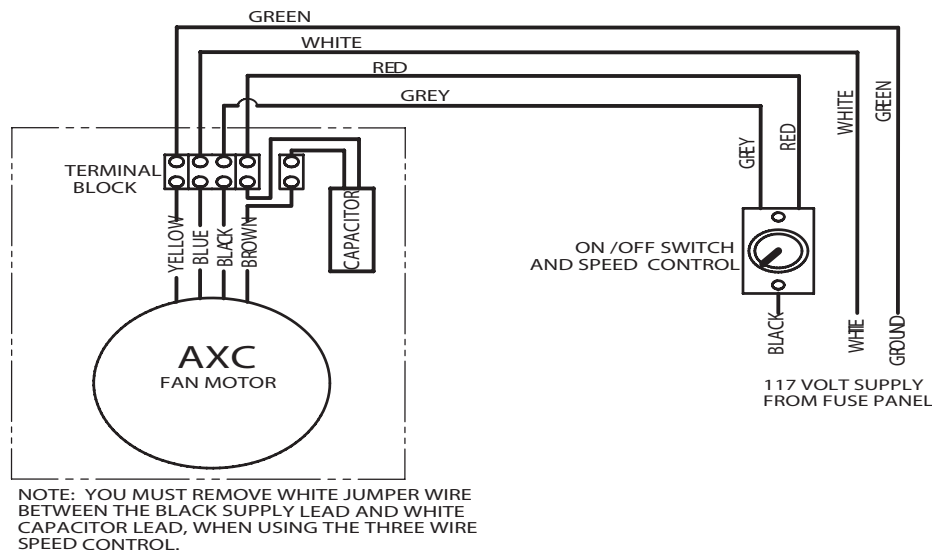 GREEN
WHITE
RED
GREY
TERMINAL
BLOCK
YELLOW
BLUE
BLACK
BROWN
CAPACITOR
GREY
RED
WHITE
GREEN
ON /OFF SWITCH
AND SPEED CONTROL
BLACK
WHITE
GROUND
AXC
FAN MOTOR
117 VOLT SUPPLY
FROM FUSE PANEL
NOTE: YOU MUST REMOVE WHITE JUMPER WIRE
BETWEEN THE BLACK SUPPLY LEAD AND WHITE
CAPACITOR LEAD, WHEN USING THE THREE WIRE
SPEED CONTROL.